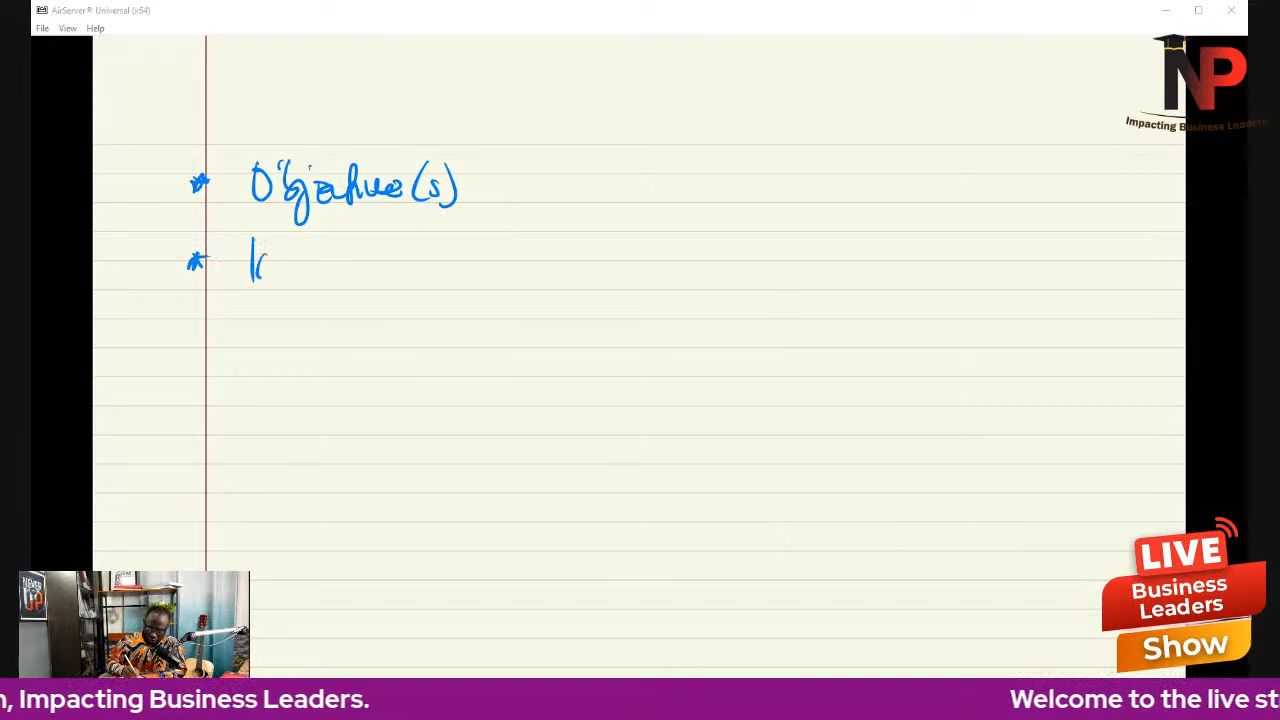 AirServer® Universal (x64)
File View Help
NP
Impacting Business Leaders
* Objective(s)
*
LIVE
Business
Leaders
Show
n, Impacting Business Leaders.
Welcome to the live st